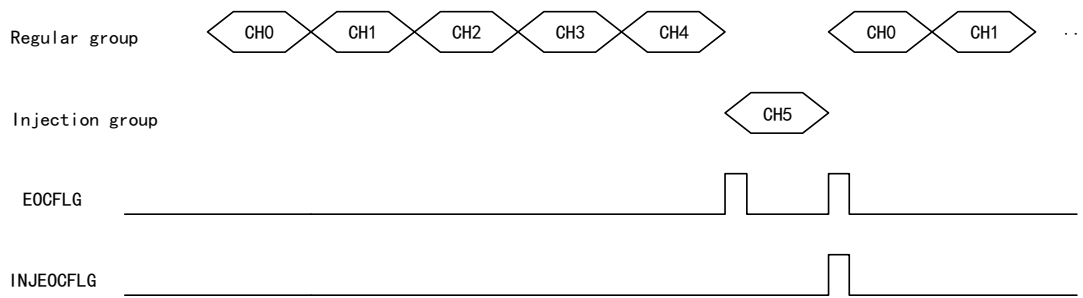 Regular group CH0 CH1 CH2 CH3 CH4 CH0 CH1 ..
Injection group CH5
EOCFLG
INJEOCFLG